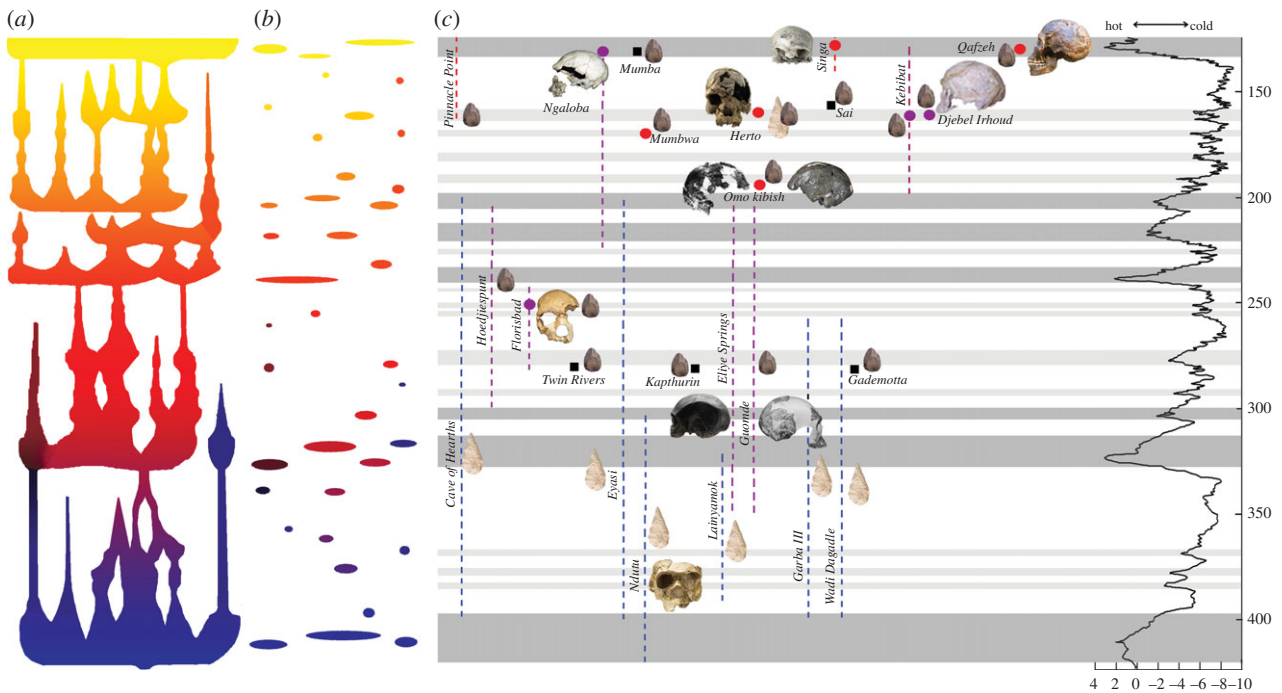 (a)
(b)
(c)
hot
cold
Pinnacle Point
Ngaloba
Mumba
Singa
Qafzeh
Kebibat
Mumbwa
Herto
Sai
Djebel Irhoud
150
Omo kibish
200
Hoedjiespunt
Florisbad
Eliye Springs
250
Twin Rivers
Kapthurin
Guomde
Gademotta
300
Cave of Hearths
Eyasi
Ndutu
Lainyamok
Garba III
Wadi Dagadle
350
400
4 2 0 –2 –4 –6 –8 –10